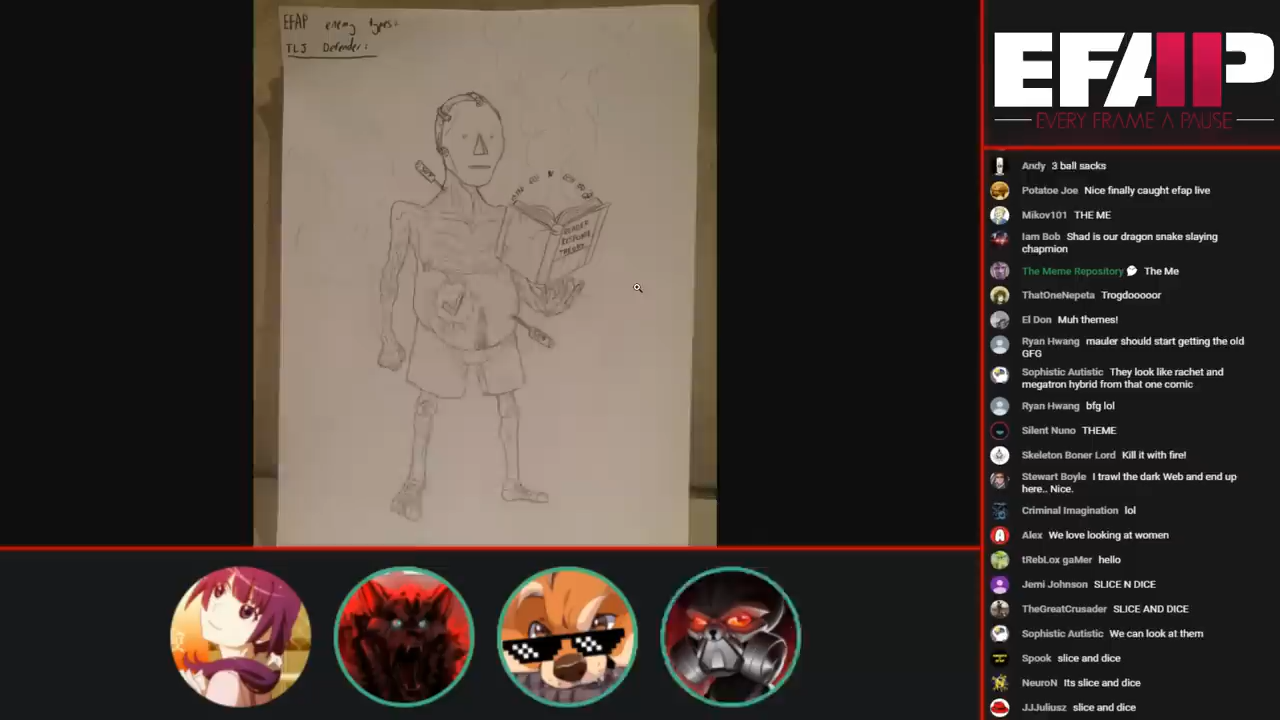 EFAP enemy types:
TLJ Defender:
EFAP
EVERY FRAME A PAUSE
Andy 3 ball sacks
Potatoe Joe Nice finally caught efap live
Mikov101 THE ME
Iam Bob Shad is our dragon snake slaying
chapmion
The Meme Repository The Me
ThatOneNepeta Trogdooooor
El Don Muh themes!
Ryan Hwang mauler should start getting the old
GFG
Sophistic Autistic They look like rachet and
megatron hybrid from that one comic
Ryan Hwang bfg lol
Silent Nuno THEME
Skeleton Boner Lord Kill it with fire!
Stewart Boyle I trawl the dark Web and end up
here.. Nice.
Criminal Imagination lol
Alex We love looking at women
tRebLox gaMer hello
Jemi Johnson SLICE N DICE
TheGreatCrusader SLICE AND DICE
Sophistic Autistic We can look at them
Spook slice and dice
NeuroN Its slice and dice
JJJuliusz slice and dice